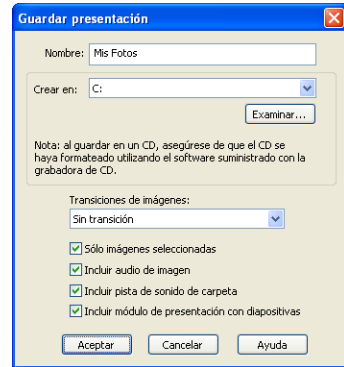 Guardar presentación
Nombre: Mis Fotos
Crear en: C:
Examinar...
Nota: al guardar en un CD, asegúrese de que el CD se
haya formateado utilizando el software suministrado con la
grabadora de CD.
Transiciones de imágenes:
Sin transición
Sólo imágenes seleccionadas
Incluir audio de imagen
Incluir pista de sonido de carpeta
Incluir módulo de presentación con diapositivas
Aceptar Cancelar Ayuda